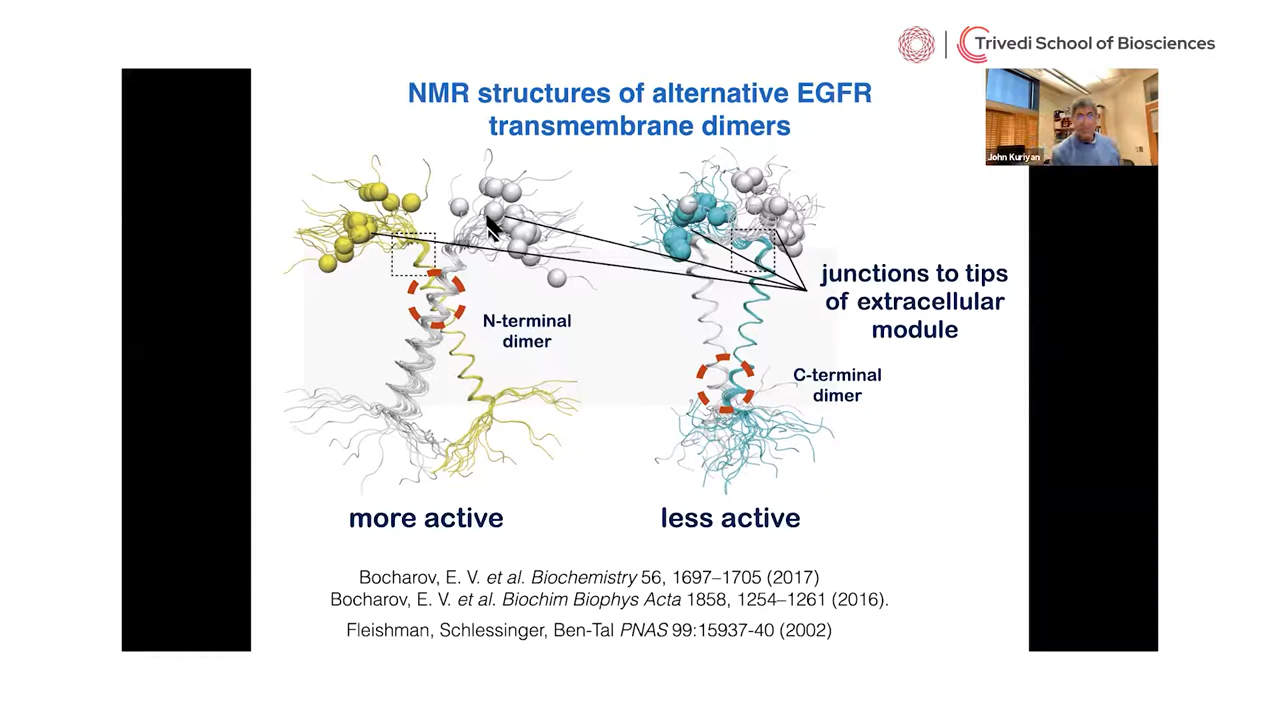 Trivedi School of Biosciences
NMR structures of alternative EGFR
transmembrane dimers
John Kuriyan
junctions to tips
of extracellular
module
N-terminal
dimer
C-terminal
dimer
more active
less active
Bocharov, E. V. et al. Biochemistry 56, 1697–1705 (2017)
Bocharov, E. V. et al. Biochim Biophys Acta 1858, 1254–1261 (2016).
Fleishman, Schlessinger, Ben-Tal PNAS 99:15937-40 (2002)